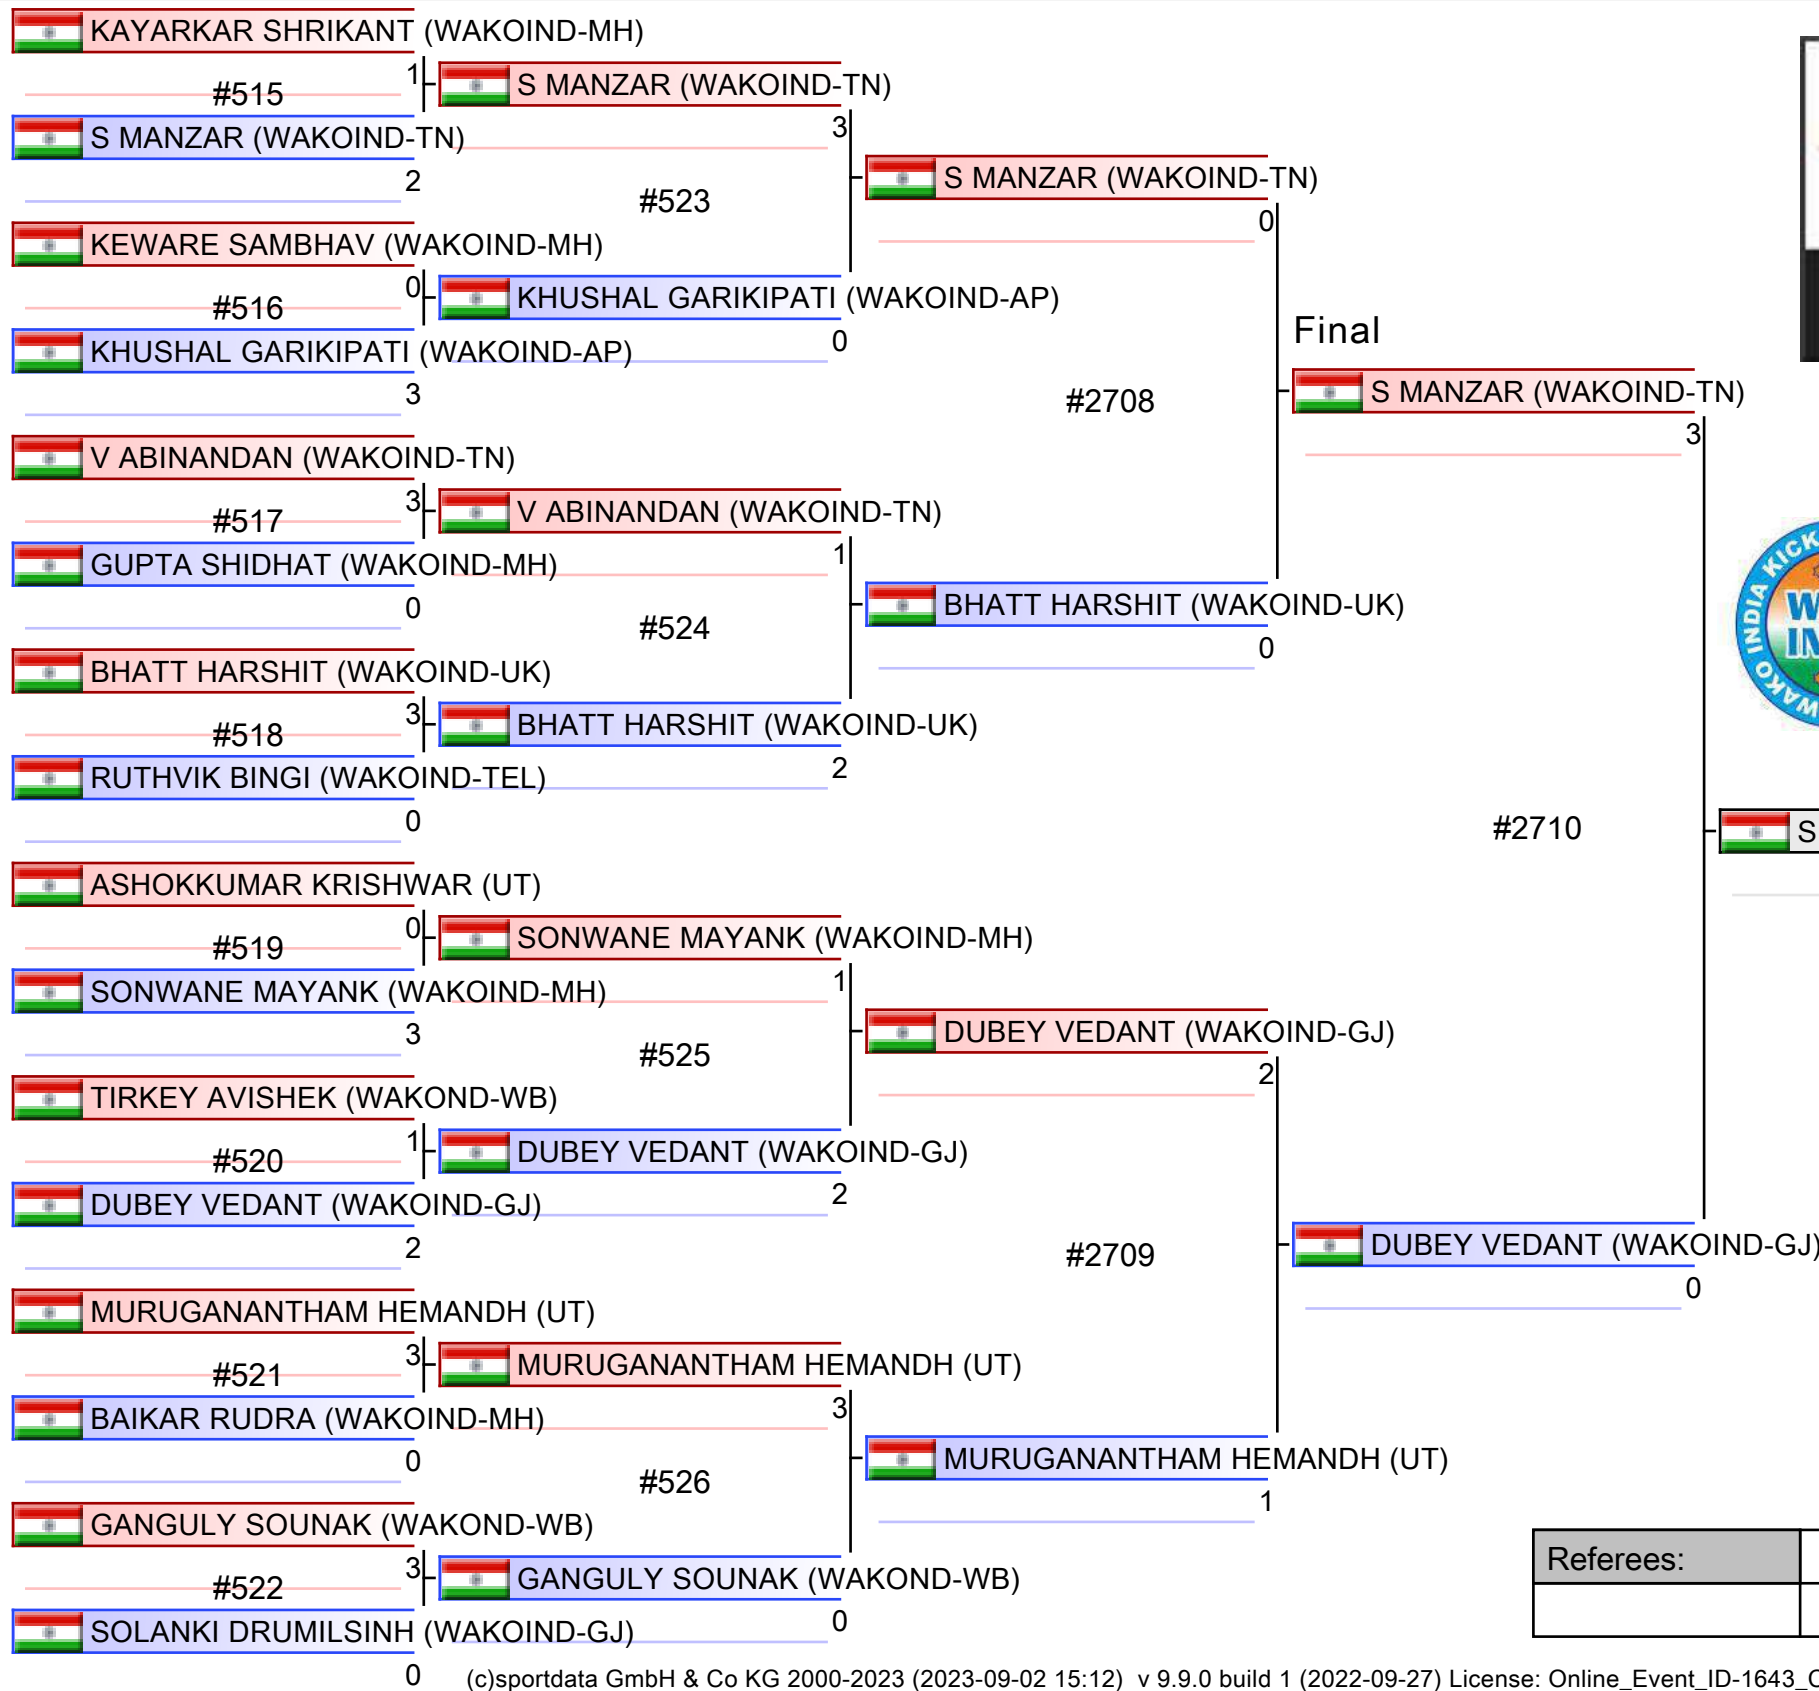 KAYARKAR SHRIKANT (WAKOIND-MH)
1
#515
S MANZAR (WAKOIND-TN)
2
KEWARE SAMBHAV (WAKOIND-MH)
0
#516
KHUSHAL GARIKIPATI (WAKOIND-AP)
3
V ABINANDAN (WAKOIND-TN)
3
#517
GUPTA SHIDHAT (WAKOIND-MH)
0
BHATT HARSHIT (WAKOIND-UK)
3
#518
RUTHVIK BINGI (WAKOIND-TEL)
0
ASHOKKUMAR KRISHWAR (UT)
0
#519
SONWANE MAYANK (WAKOIND-MH)
3
TIRKEY AVISHEK (WAKOND-WB)
1
#520
DUBEY VEDANT (WAKOIND-GJ)
2
MURUGANANTHAM HEMANDH (UT)
3
#521
BAIKAR RUDRA (WAKOIND-MH)
0
GANGULY SOUNAK (WAKOND-WB)
3
#522
SOLANKI DRUMILSINH (WAKOIND-GJ)
0
S MANZAR (WAKOIND-TN)
3
#523
KHUSHAL GARIKIPATI (WAKOIND-AP)
0
V ABINANDAN (WAKOIND-TN)
1
#524
BHATT HARSHIT (WAKOIND-UK)
2
SONWANE MAYANK (WAKOIND-MH)
1
#525
DUBEY VEDANT (WAKOIND-GJ)
2
MURUGANANTHAM HEMANDH (UT)
3
#526
GANGULY SOUNAK (WAKOND-WB)
0
S MANZAR (WAKOIND-TN)
0
#2708
BHATT HARSHIT (WAKOIND-UK)
0
DUBEY VEDANT (WAKOIND-GJ)
2
#2709
MURUGANANTHAM HEMANDH (UT)
1
Final
S MANZAR (WAKOIND-TN)
3
#2710
DUBEY VEDANT (WAKOIND-GJ)
0
S
WAKO INDIA KICK
Referees:
(c)sportdata GmbH & Co KG 2000-2023 (2023-09-02 15:12) v 9.9.0 build 1 (2022-09-27) License: Online_Event_ID-1643_